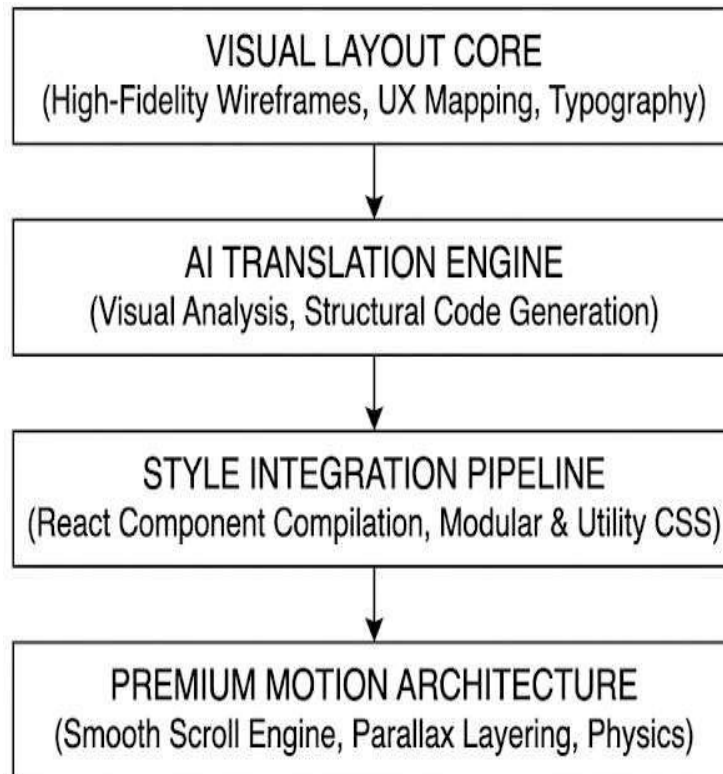 VISUAL LAYOUT CORE
(High-Fidelity Wireframes, UX Mapping, Typography)
AI TRANSLATION ENGINE
(Visual Analysis, Structural Code Generation)
STYLE INTEGRATION PIPELINE
(React Component Compilation, Modular & Utility CSS)
PREMIUM MOTION ARCHITECTURE
(Smooth Scroll Engine, Parallax Layering, Physics)